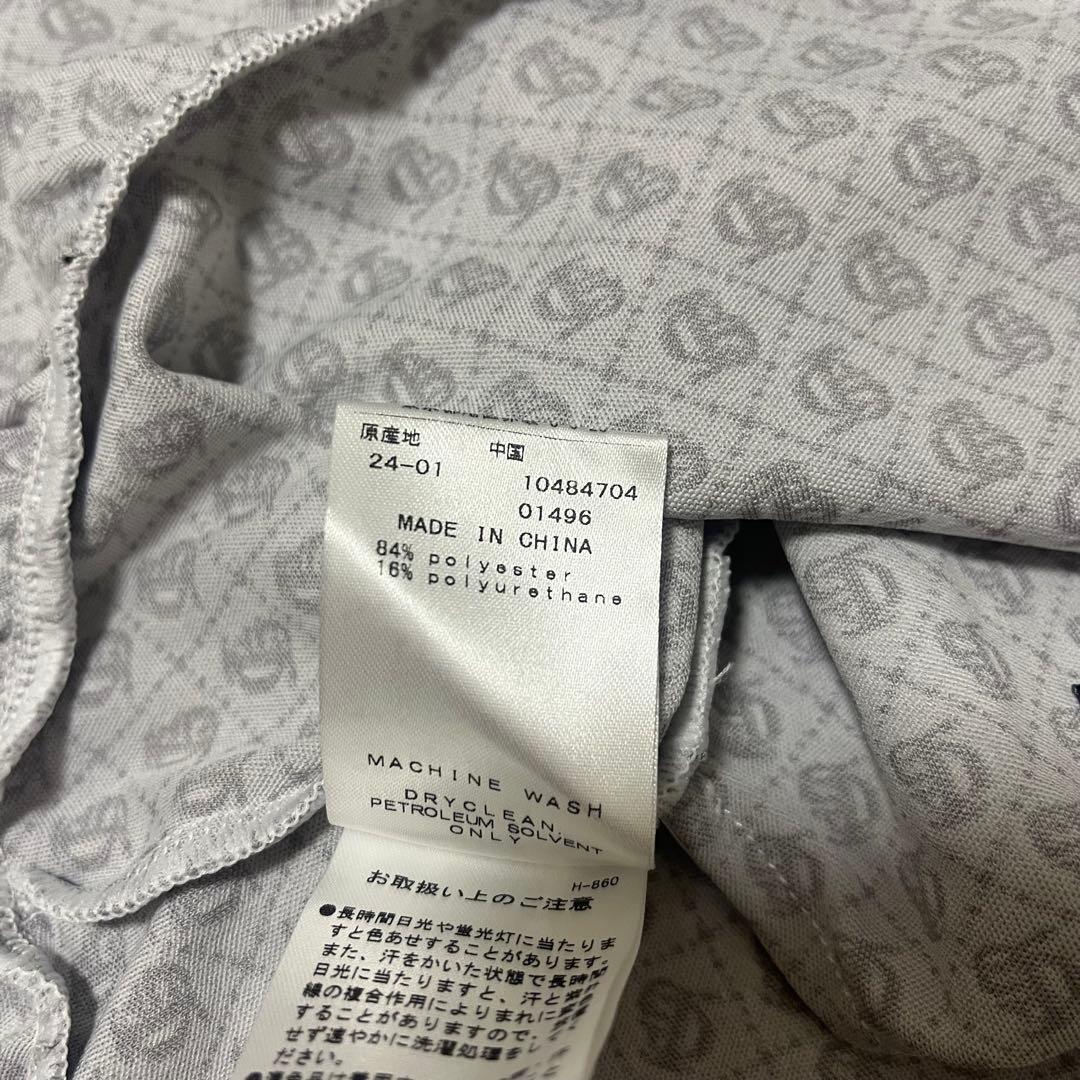 原産地 中国
24-01 10484704
01496
MADE IN CHINA
84% polyester
16% polyurethane
MACHINE WASH
DRYCLEAN,
PETROLEUM SOLVENT
ONLY
H-860
お取扱い上のご注意
●長時間日光や蛍光灯に当たりま
すと色あせすることがあります。
また、汗をかいた状態で長時間
日光に当たりますと、汗と
線の複合作用によりまれに
することがありますので、
せず速やかに洗濯処理をし
ださい。